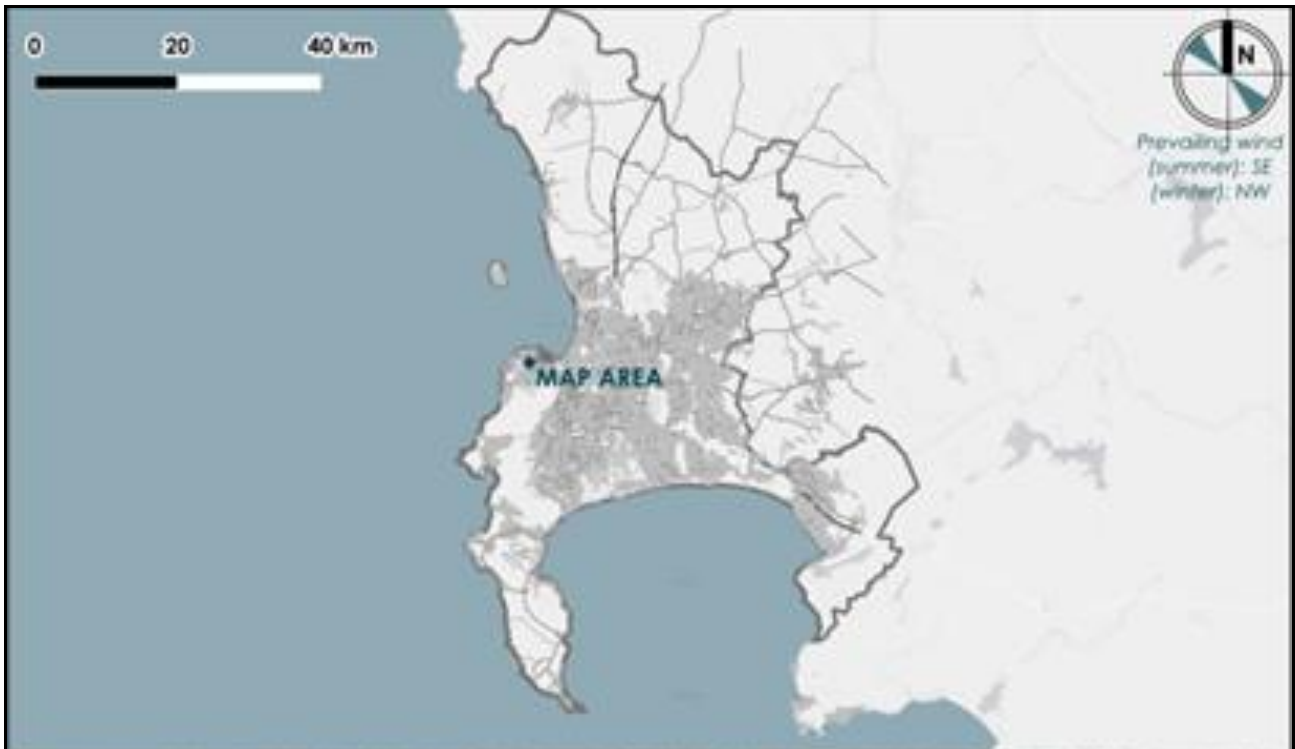 0 20 40 km
N
Prevailing wind
(summer): SE
(winter): NW
MAP AREA